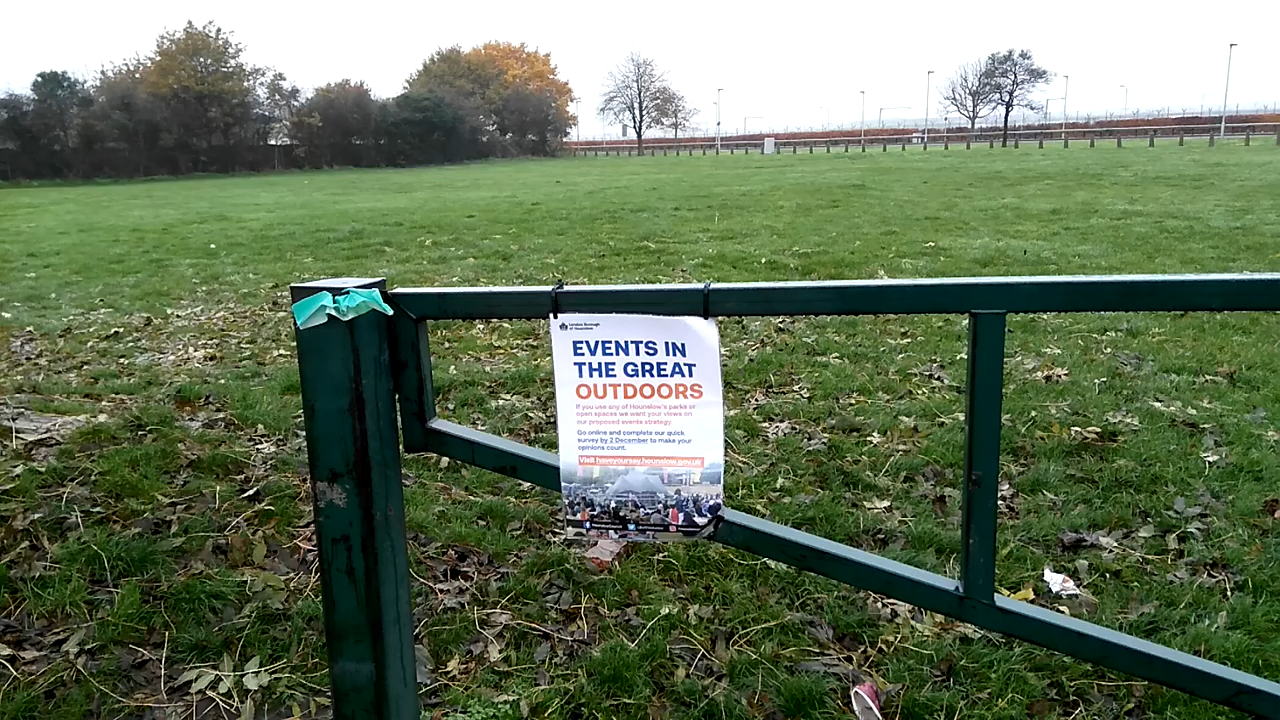 London Borough
of Hounslow
EVENTS IN
THE GREAT
OUTDOORS
If you use any of Hounslow's parks or
open spaces we want your views on
our proposed events strategy.
Go online and complete our quick
survey by 2 December to make your
opinions count.
Visit haveyoursay.hounslow.gov.uk